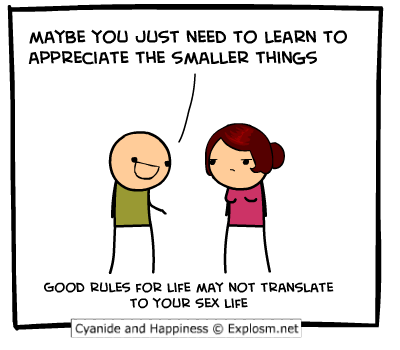 MAYBE YOU JUST NEED TO LEARN TO
APPRECIATE THE SMALLER THINGS
GOOD RULES FOR LIFE MAY NOT TRANSLATE
TO YOUR SEX LIFE
Cyanide and Happiness © Explosm.net